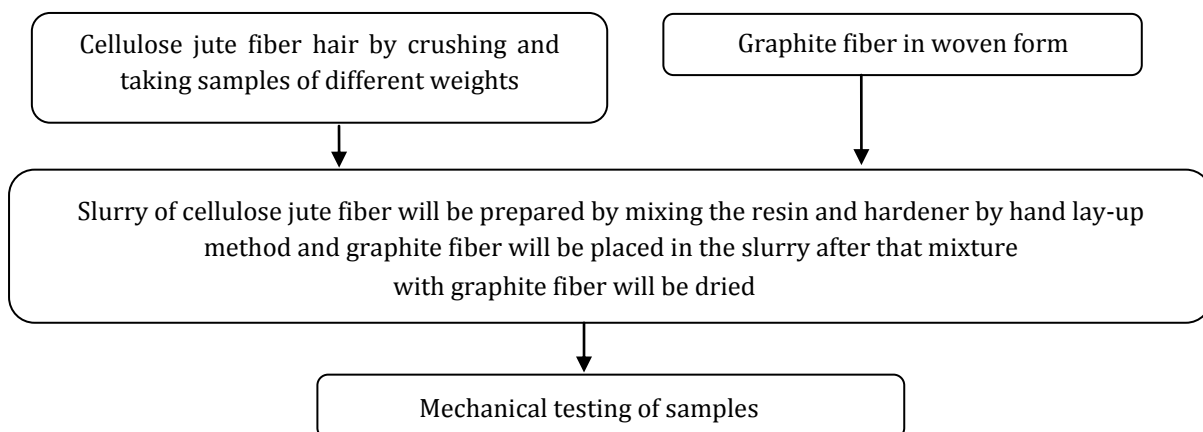 Cellulose jute fiber hair by crushing and
taking samples of different weights
Graphite fiber in woven form
Slurry of cellulose jute fiber will be prepared by mixing the resin and hardener by hand lay-up
method and graphite fiber will be placed in the slurry after that mixture
with graphite fiber will be dried
Mechanical testing of samples